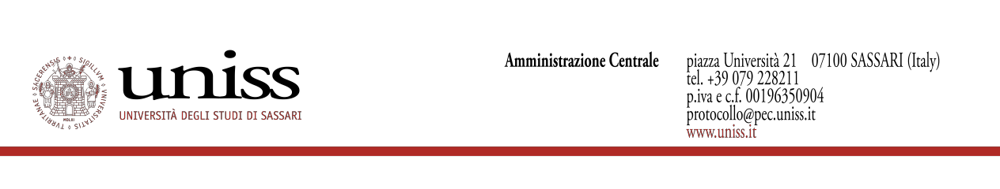 SACERENSIS ◊ + ◊ SIGILLVM ◊ VNIVERSITATIS ◊ TVRRITANAE
MDLXII
uniss
UNIVERSITÀ DEGLI STUDI DI SASSARI
Amministrazione Centrale
piazza Università 21 07100 SASSARI (Italy)
tel. +39 079 228211
p.iva e c.f. 00196350904
protocollo@pec.uniss.it
www.uniss.it